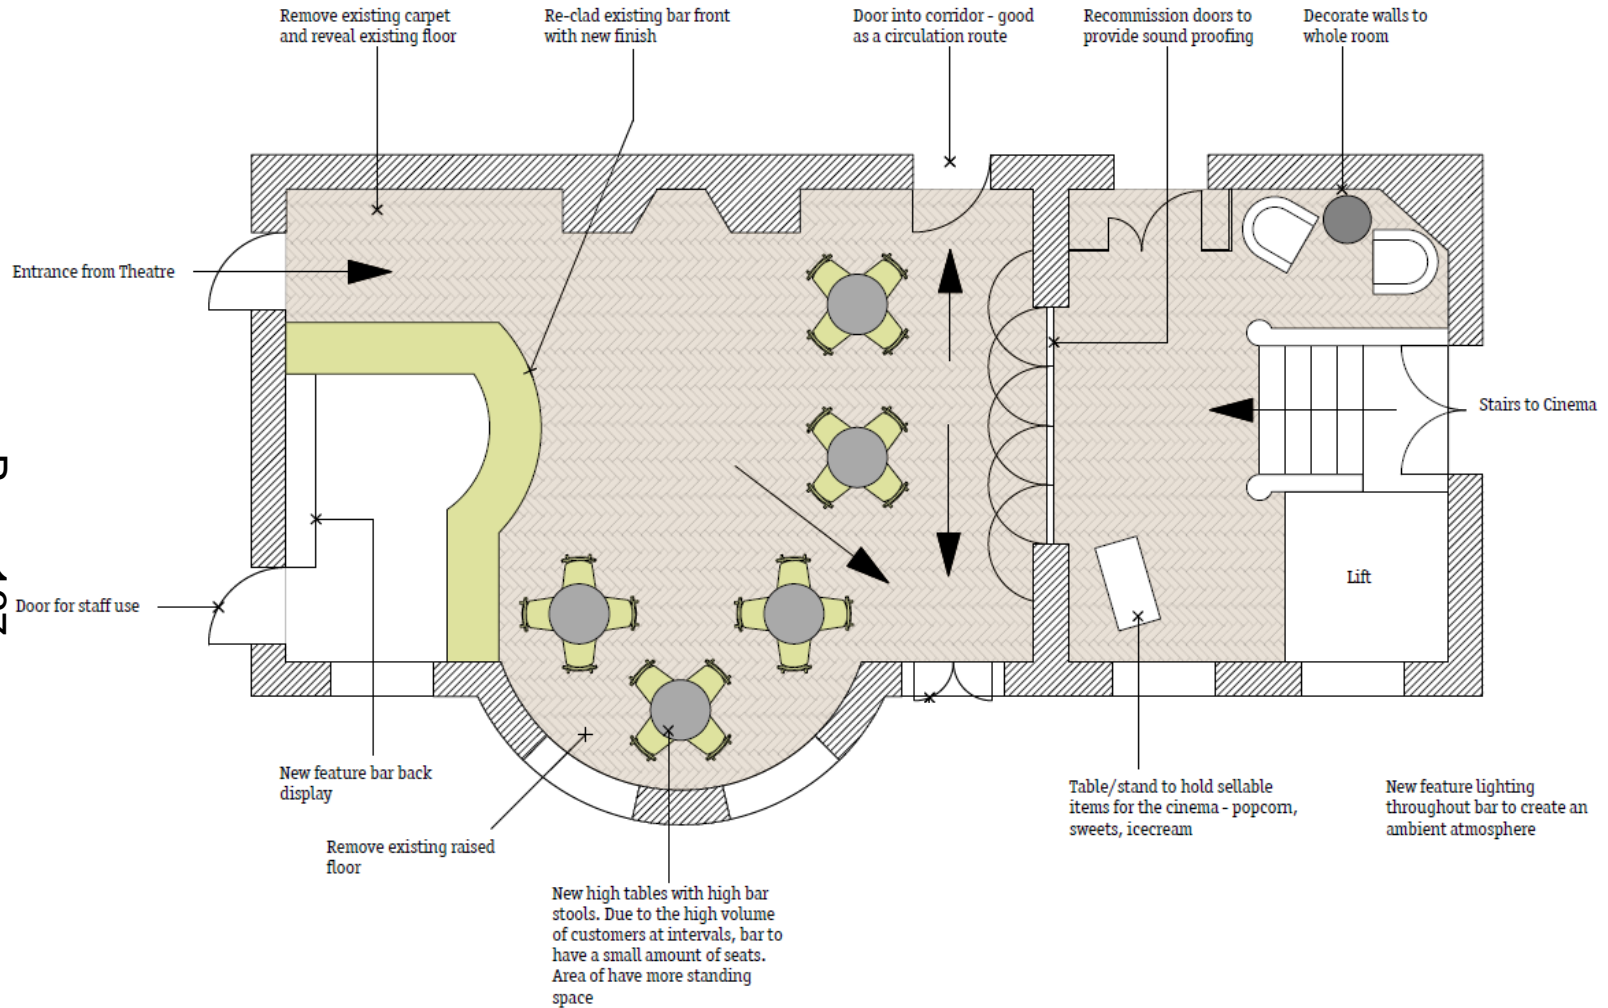 Remove existing carpet
and reveal existing floor
Re-clad existing bar front
with new finish
Door into corridor - good
as a circulation route
Recommission doors to
provide sound proofing
Decorate walls to
whole room
Entrance from Theatre
Stairs to Cinema
Lift
Door for staff use
New feature bar back
display
Remove existing raised
floor
New high tables with high bar
stools. Due to the high volume
of customers at intervals, bar to
have a small amount of seats.
Area of have more standing
space
Table/stand to hold sellable
items for the cinema - popcorn,
sweets, icecream
New feature lighting
throughout bar to create an
ambient atmosphere